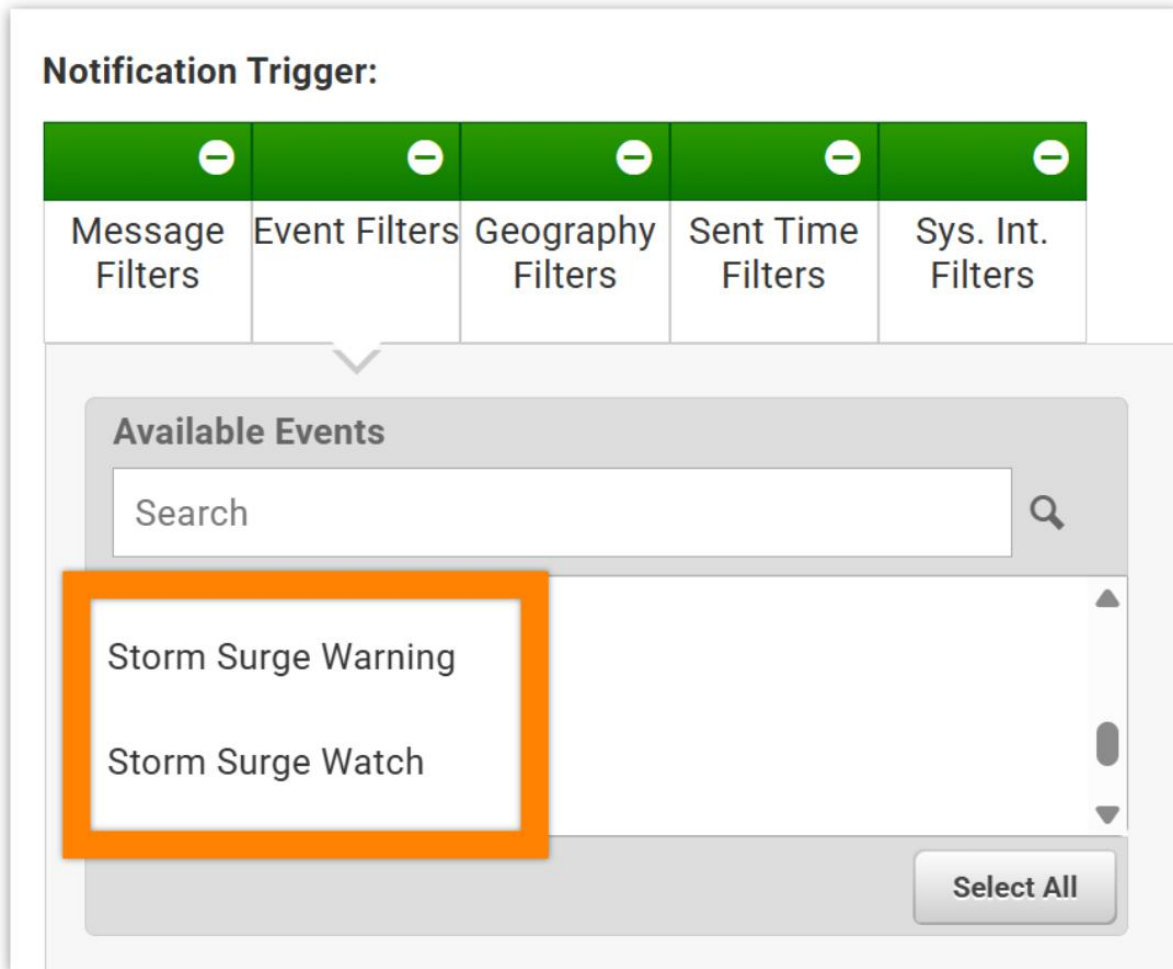 Notification Trigger:
Message Filters
Event Filters
Geography Filters
Sent Time Filters
Sys. Int. Filters
Available Events
Search
Storm Surge Warning
Storm Surge Watch
Select All